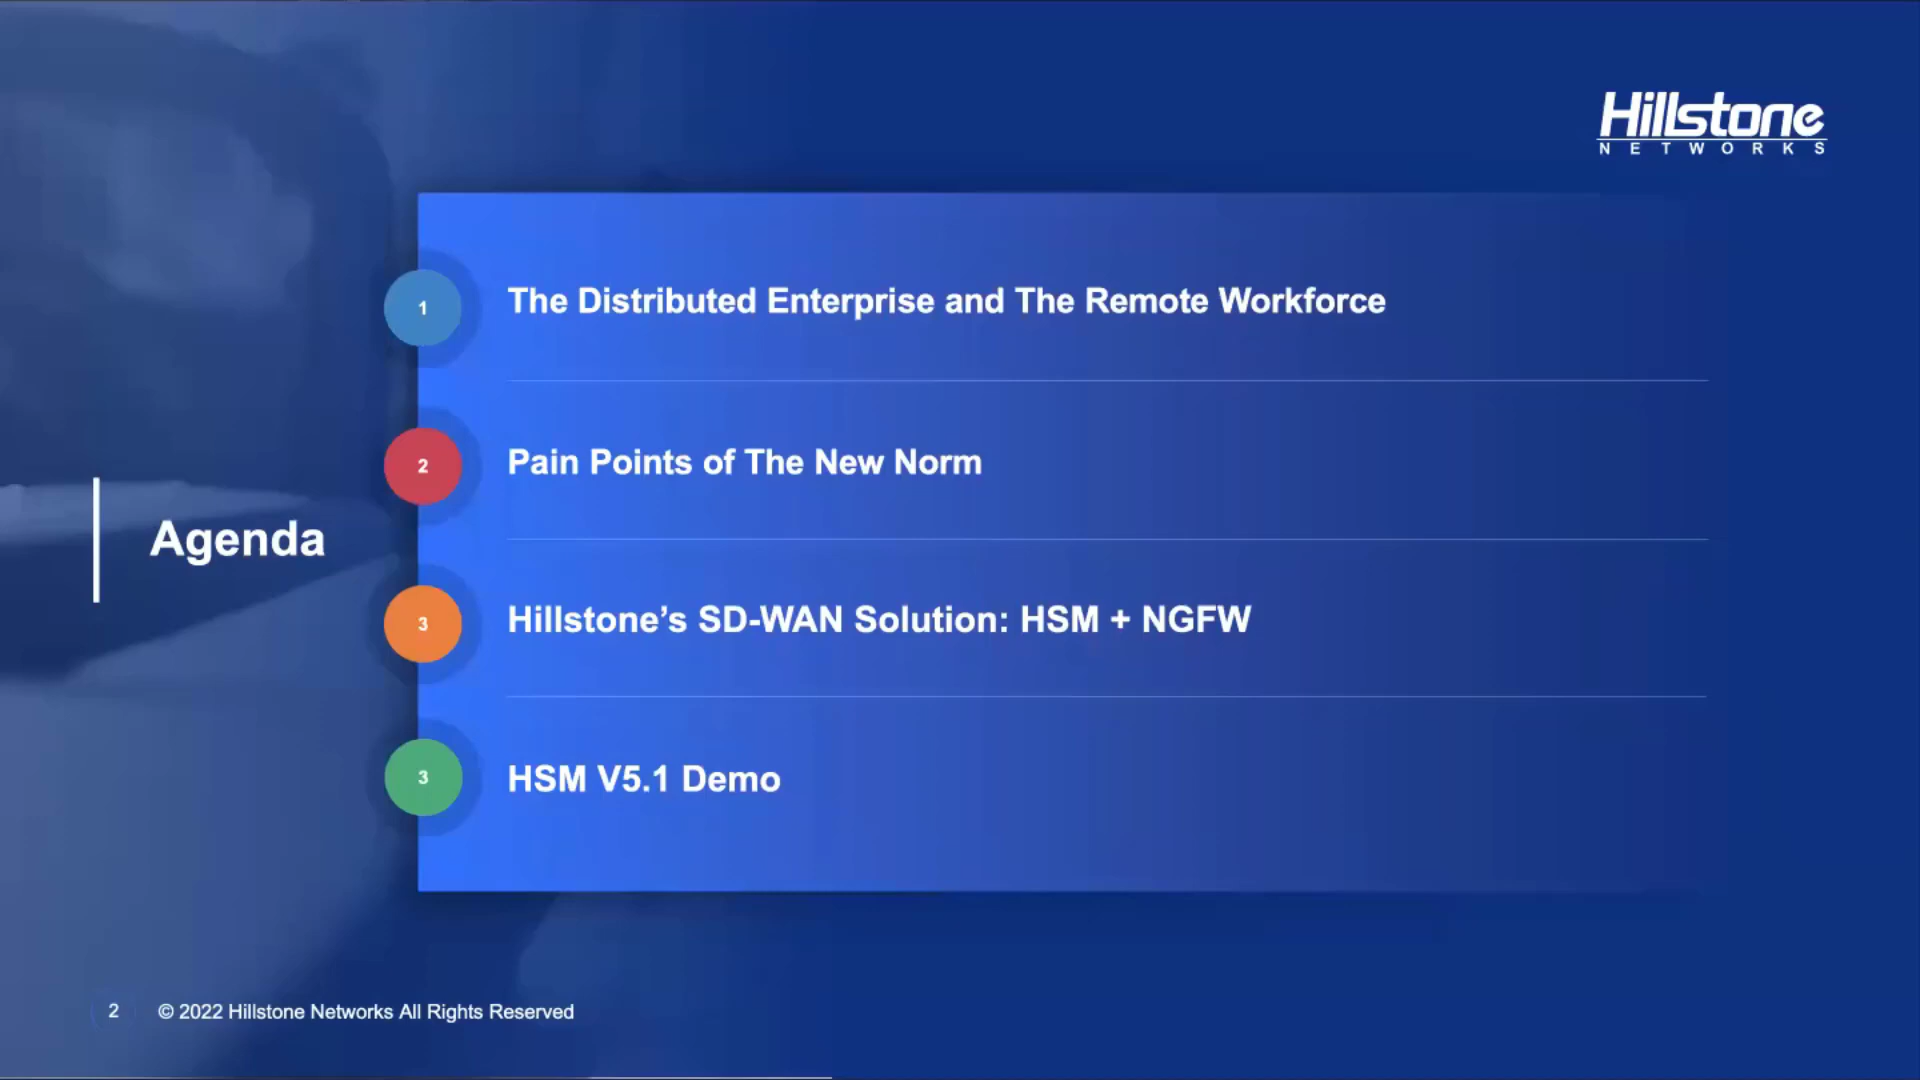 Hillstone
NETWORKS
1
The Distributed Enterprise and The Remote Workforce
2
Pain Points of The New Norm
Agenda
3
Hillstone’s SD-WAN Solution: HSM + NGFW
3
HSM V5.1 Demo
2
© 2022 Hillstone Networks All Rights Reserved